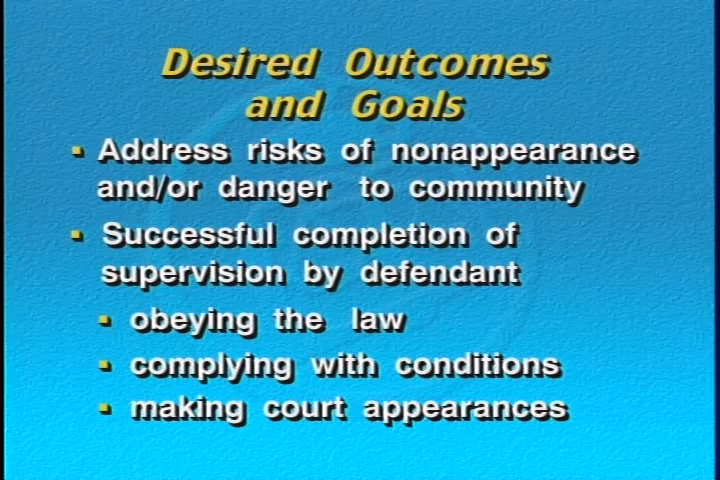 Desired Outcomes
and Goals
▪ Address risks of nonappearance
and/or danger to community
▪ Successful completion of
supervision by defendant
▪ obeying the law
▪ complying with conditions
▪ making court appearances